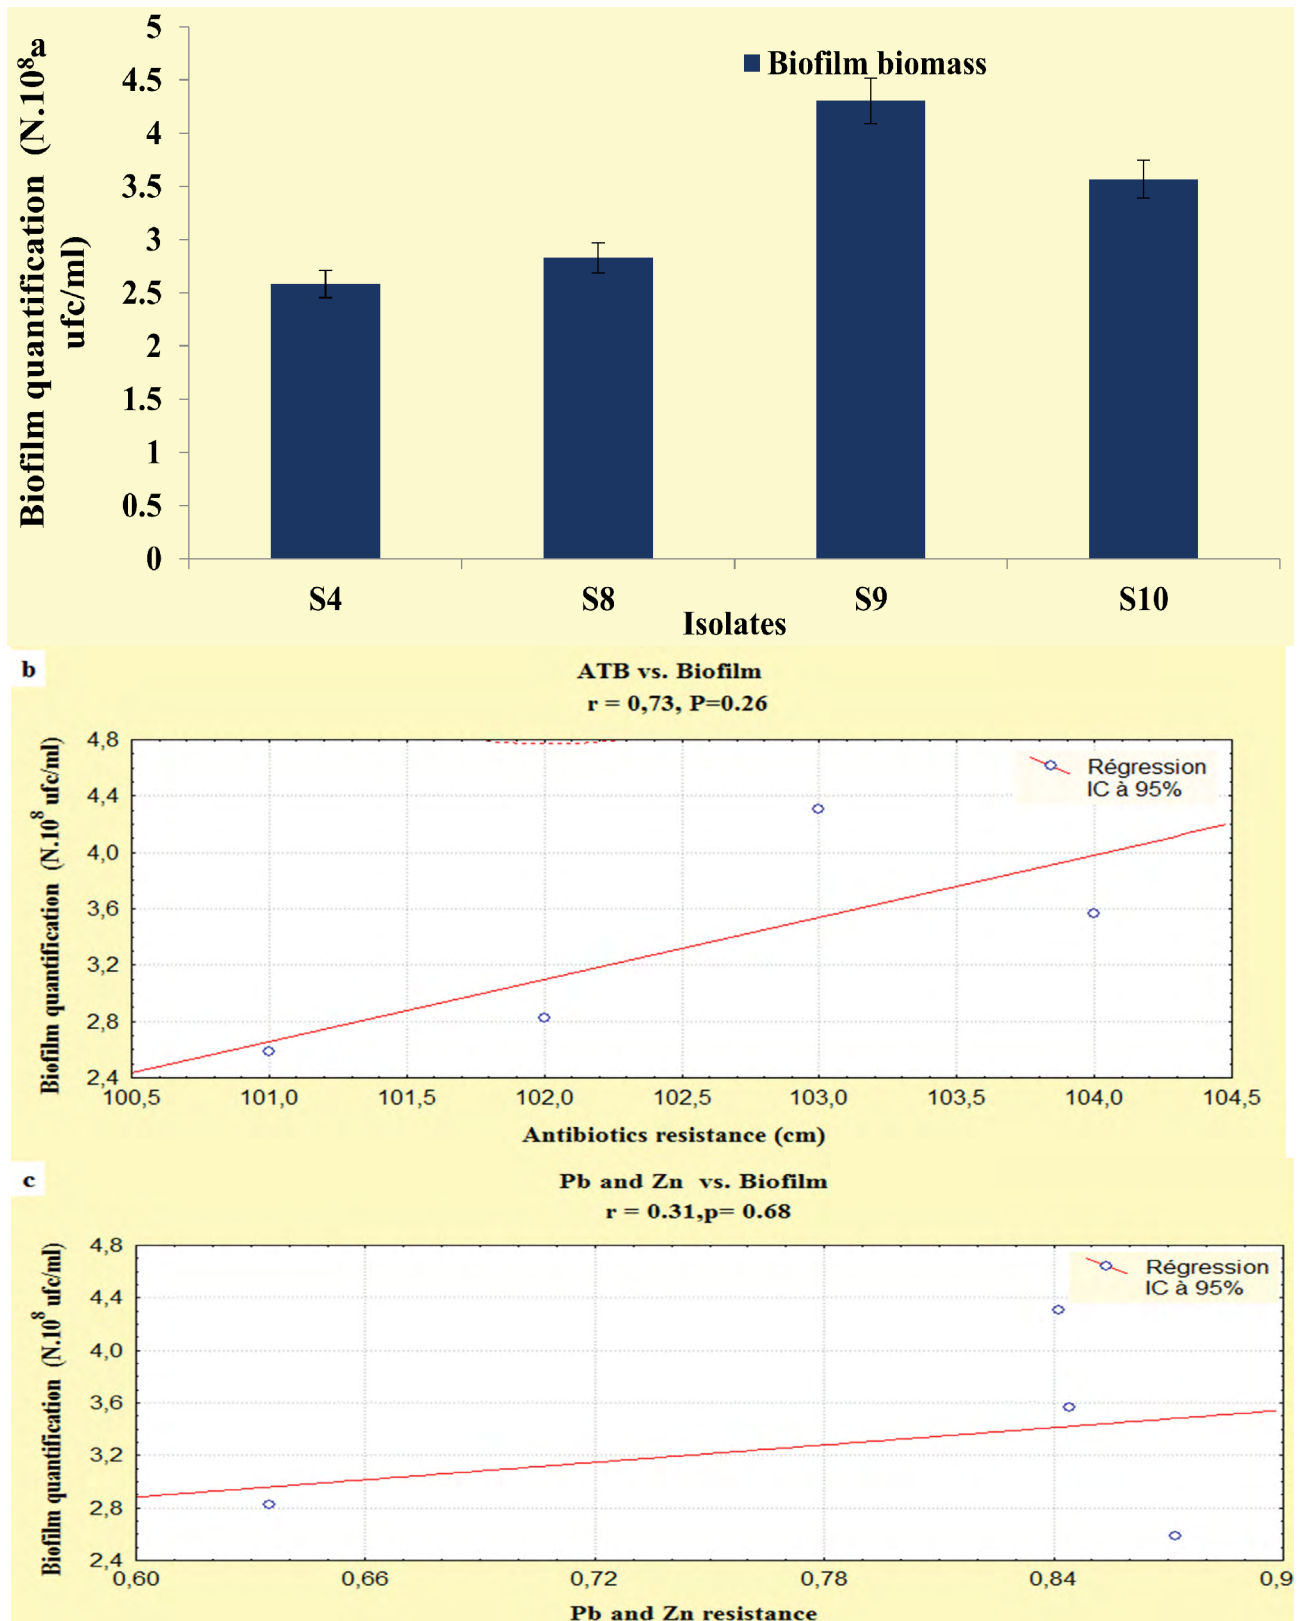 Biofilm quantification (N.10⁸a
ufc/ml)
5
4.5
4
3.5
3
2.5
2
1.5
1
0.5
0
Biofilm biomass
S4 S8 S9 S10
Isolates
b
ATB vs. Biofilm
r = 0,73, P=0.26
Biofilm quantification (N.10⁸ ufc/ml)
4,8
4,4
4,0
3,6
3,2
2,8
2,4
Régression
IC à 95%
100,5 101,0 101,5 102,0 102,5 103,0 103,5 104,0 104,5
Antibiotics resistance (cm)
c
Pb and Zn vs. Biofilm
r = 0.31,p= 0.68
Biofilm quantification (N.10⁸ ufc/ml)
4,8
4,4
4,0
3,6
3,2
2,8
2,4
Régression
IC à 95%
0,60 0,66 0,72 0,78 0,84 0,9
Pb and Zn resistance